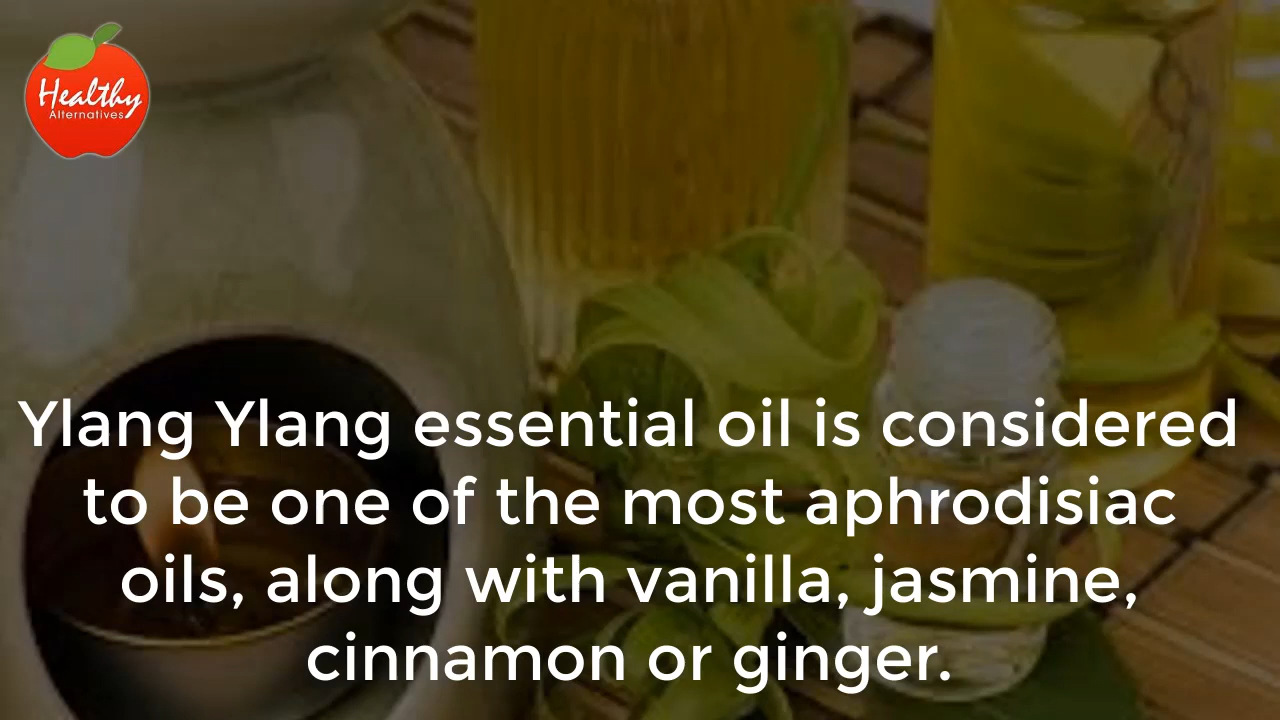 Healthy
Alternatives
Ylang Ylang essential oil is considered
to be one of the most aphrodisiac
oils, along with vanilla, jasmine,
cinnamon or ginger.